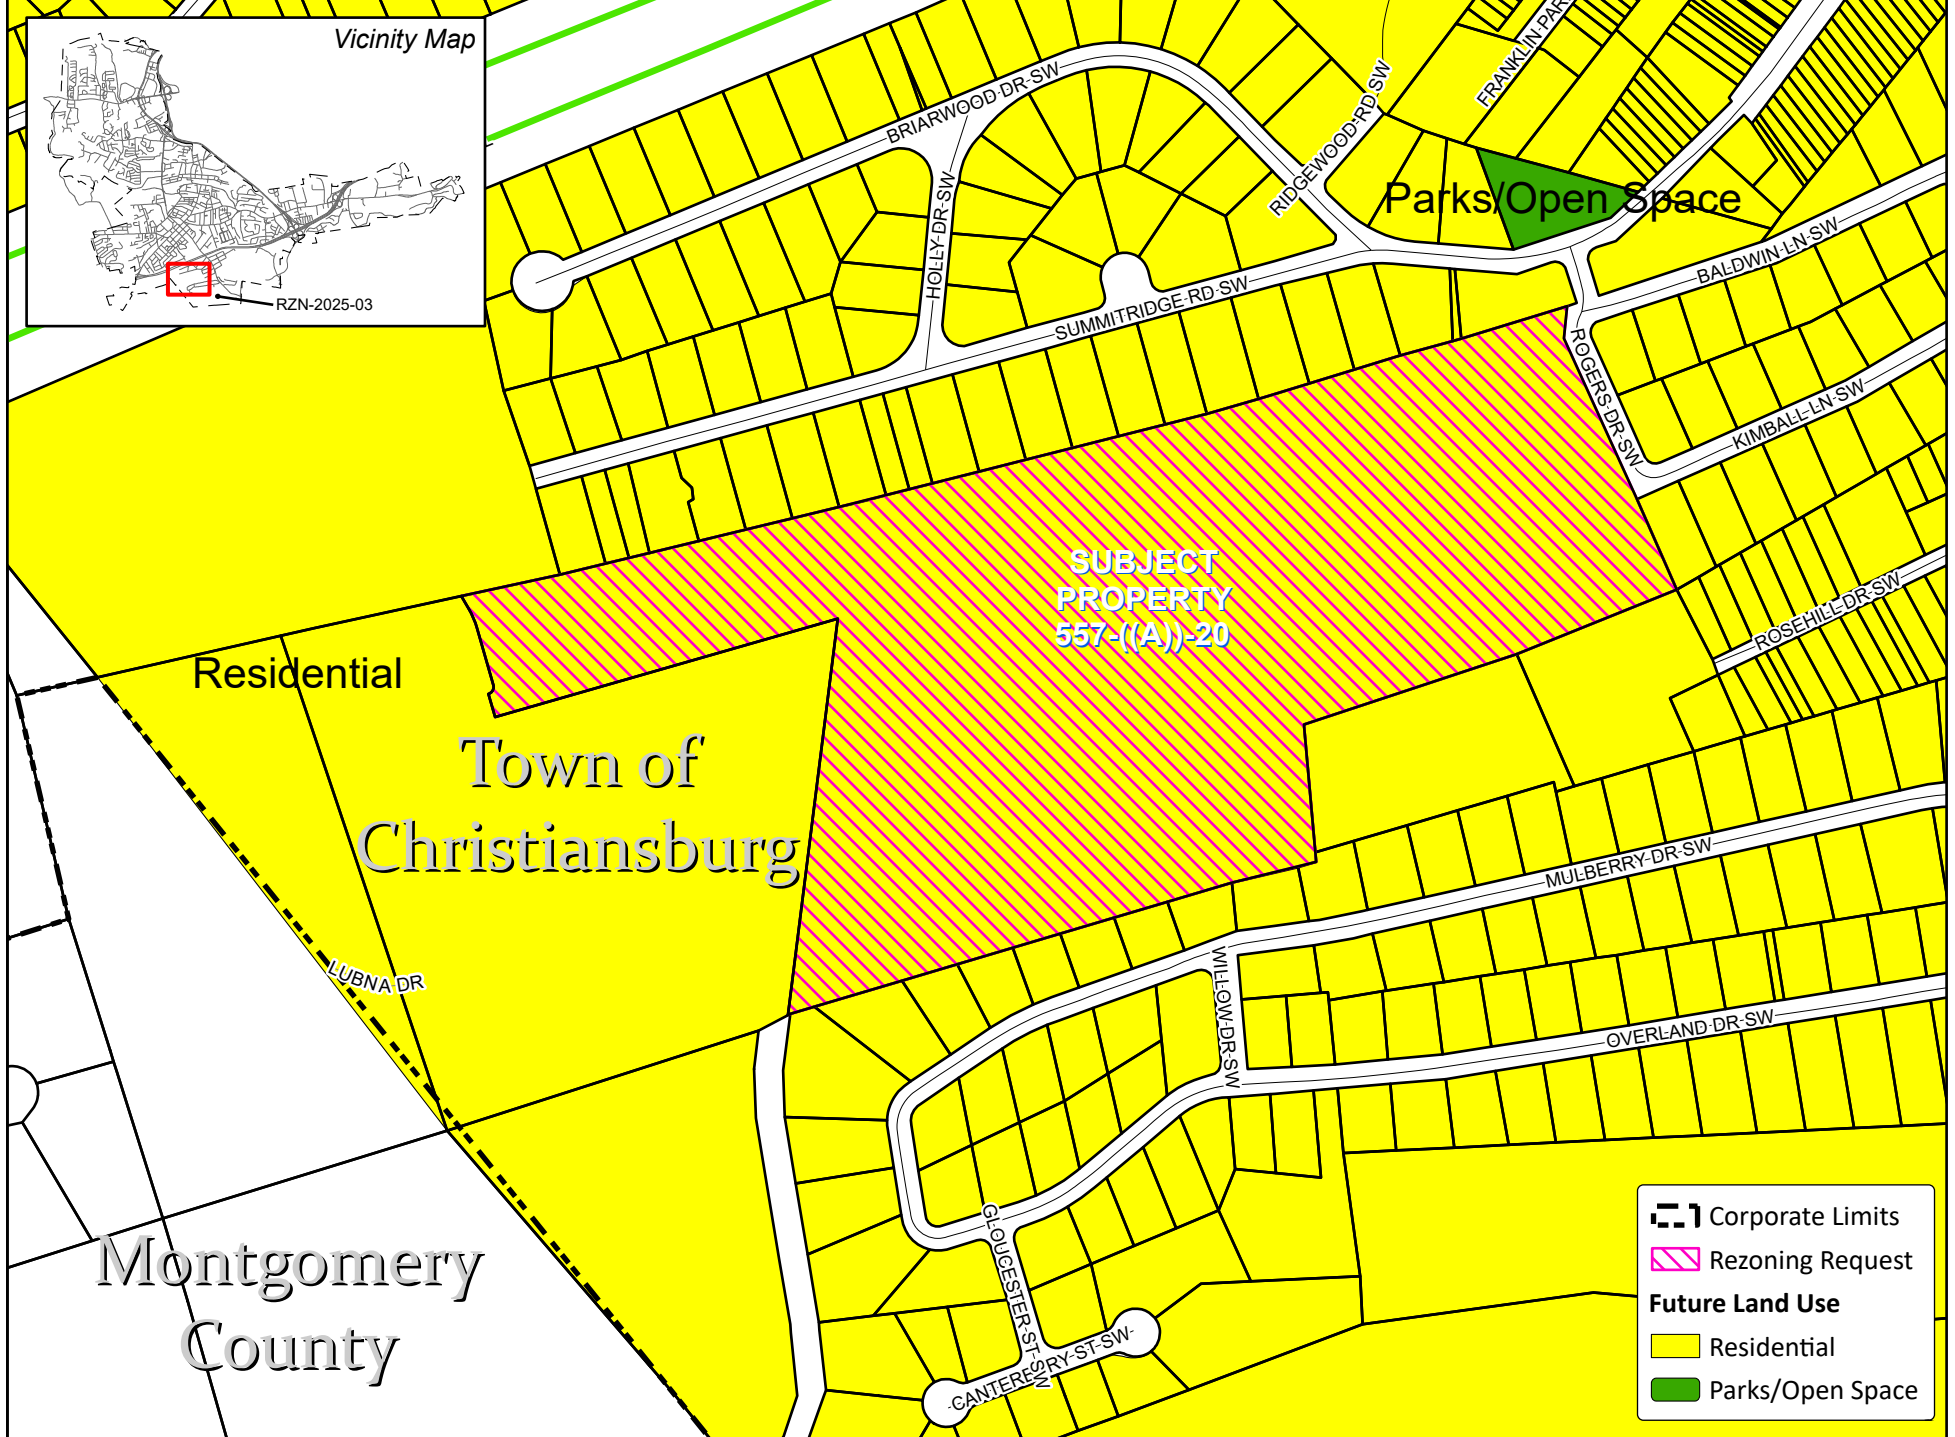 Vicinity Map
RZN-2025-03
BRIARWOOD DR SW
HOLLY DR SW
RIDGEWOOD RD SW
FRANKLIN
Parks/Open Space
SUMMITRIDGE RD SW
BALDWIN LN SW
ROGERS DR SW
KIMBALL LN SW
ROSEHILL DR SW
SUBJECT
PROPERTY
557-((A))-20
Residential
Town of
Christiansburg
LUBNA DR
MULBERRY DR SW
WILLOW DR SW
OVERLAND DR SW
GLOUCESTER ST SW
CANTERBURY ST SW
Montgomery
County
Corporate Limits
Rezoning Request
Future Land Use
Residential
Parks/Open Space